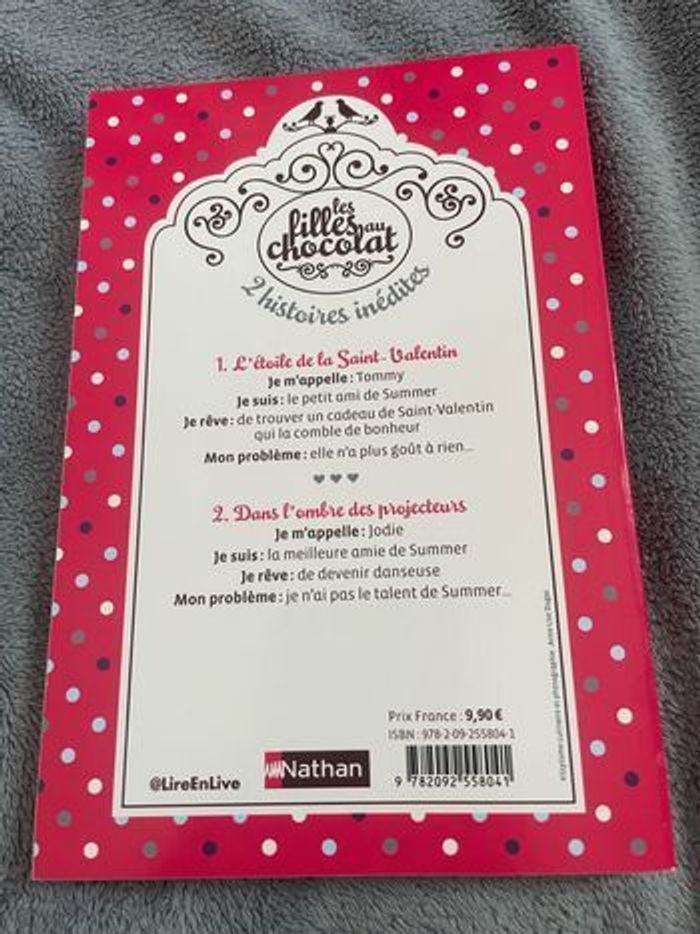 les
filles au
chocolat
2 histoires inédites
1. L'étoile de la Saint-Valentin
Je m'appelle : Tommy
Je suis : le petit ami de Summer
Je rêve : de trouver un cadeau de Saint-Valentin
qui la comble de bonheur
Mon problème : elle n'a plus goût à rien...
2. Dans l'ombre des projecteurs
Je m'appelle : Jodie
Je suis : la meilleure amie de Summer
Je rêve : de devenir danseuse
Mon problème : je n'ai pas le talent de Summer...
Prix France : 9,90 €
ISBN : 978-2-09-255804-1
@LireEnLive
Nathan
9 782092 558041
et photographie :